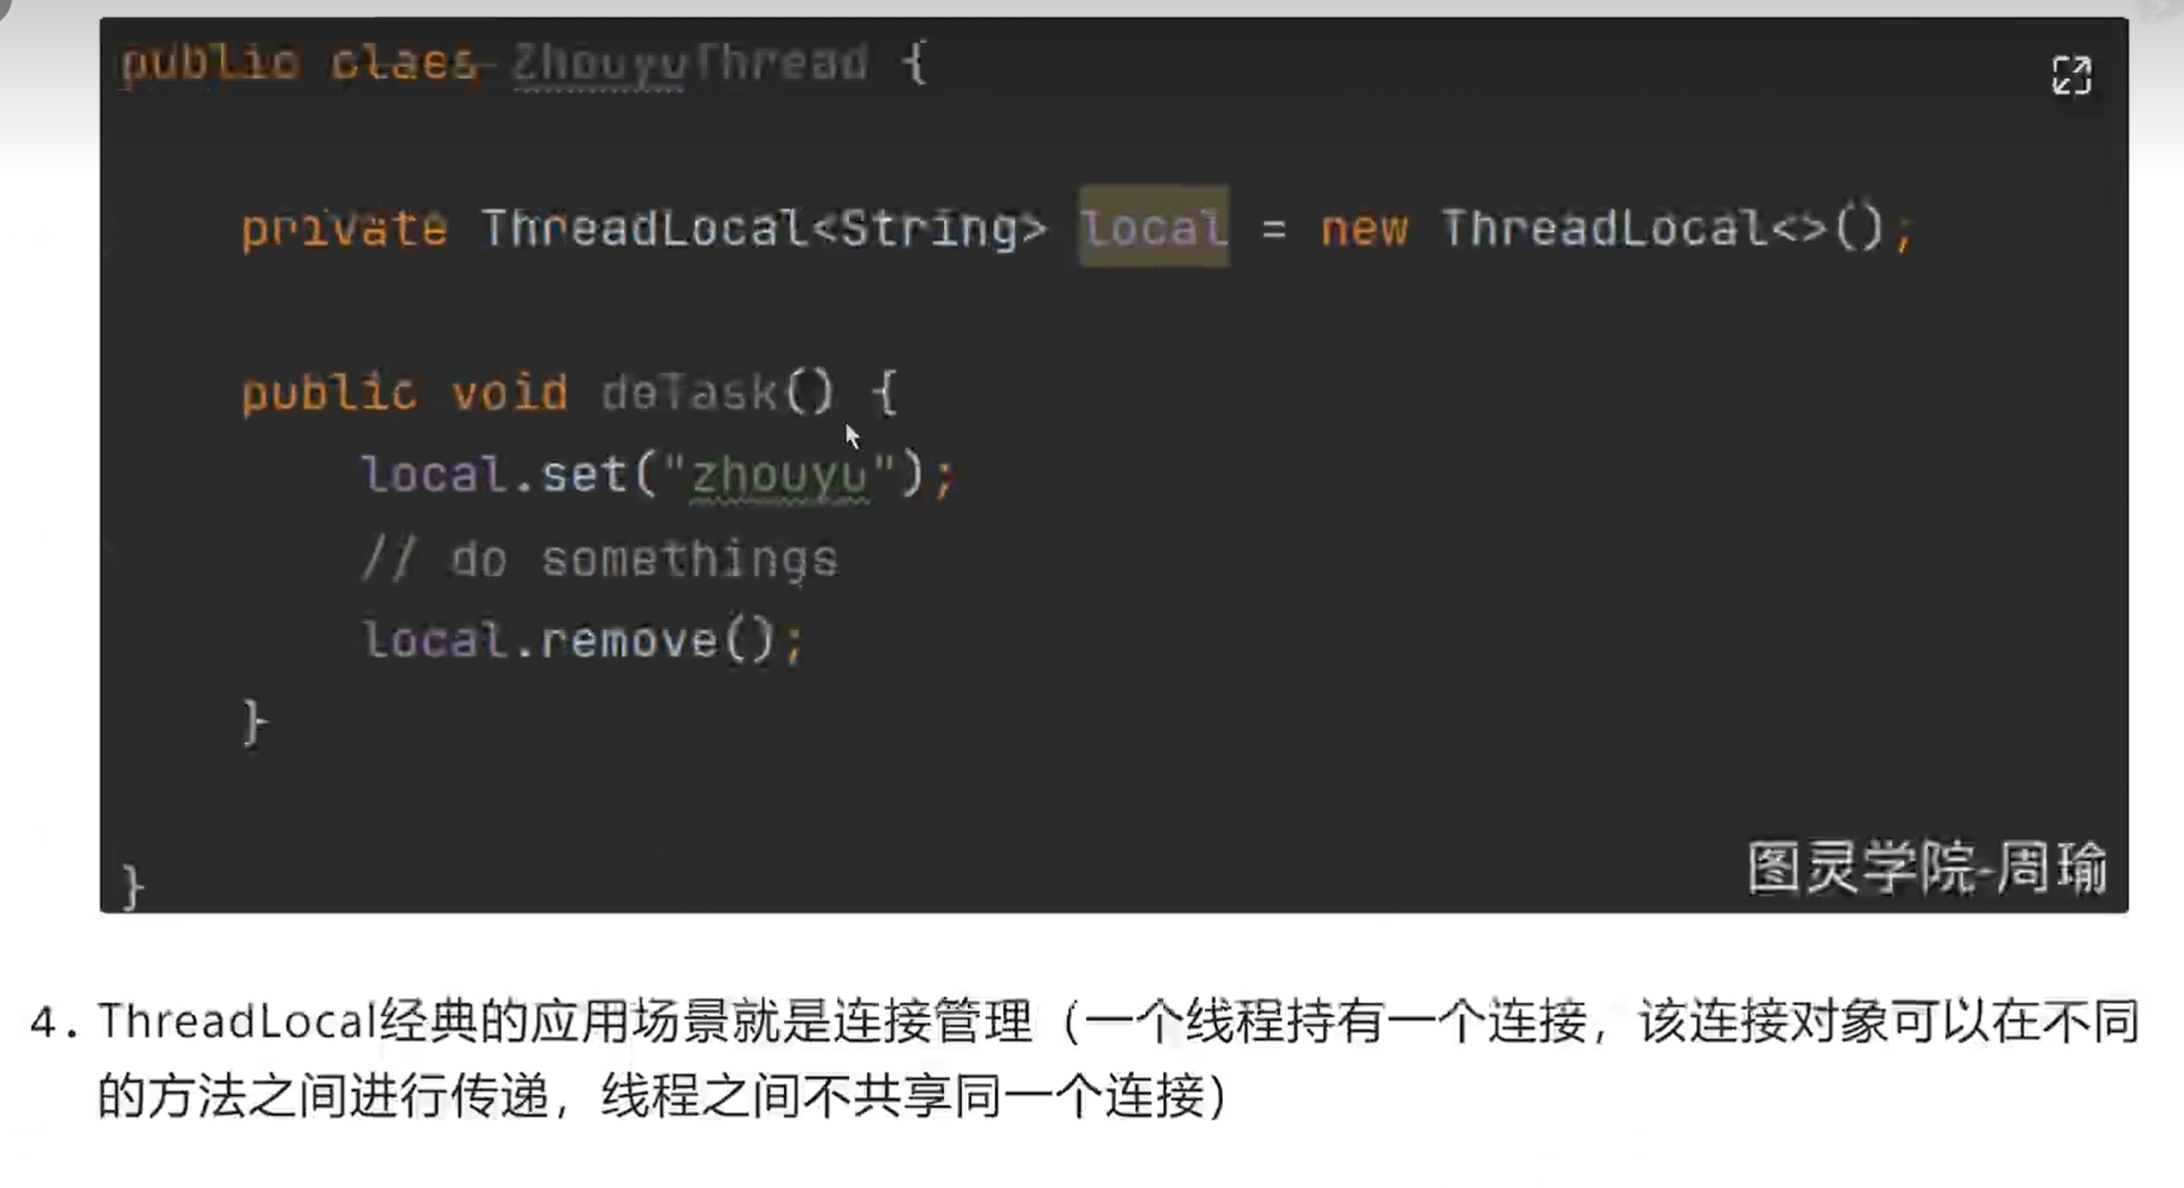 public class ZhouyuThread {
private ThreadLocal<String> local = new ThreadLocal<>();
public void doTask() {
local.set("zhouyu");
// do somethings
local.remove();
}
}
图灵学院-周瑜
4. ThreadLocal经典的应用场景就是连接管理（一个线程持有一个连接，该连接对象可以在不同
的方法之间进行传递，线程之间不共享同一个连接）